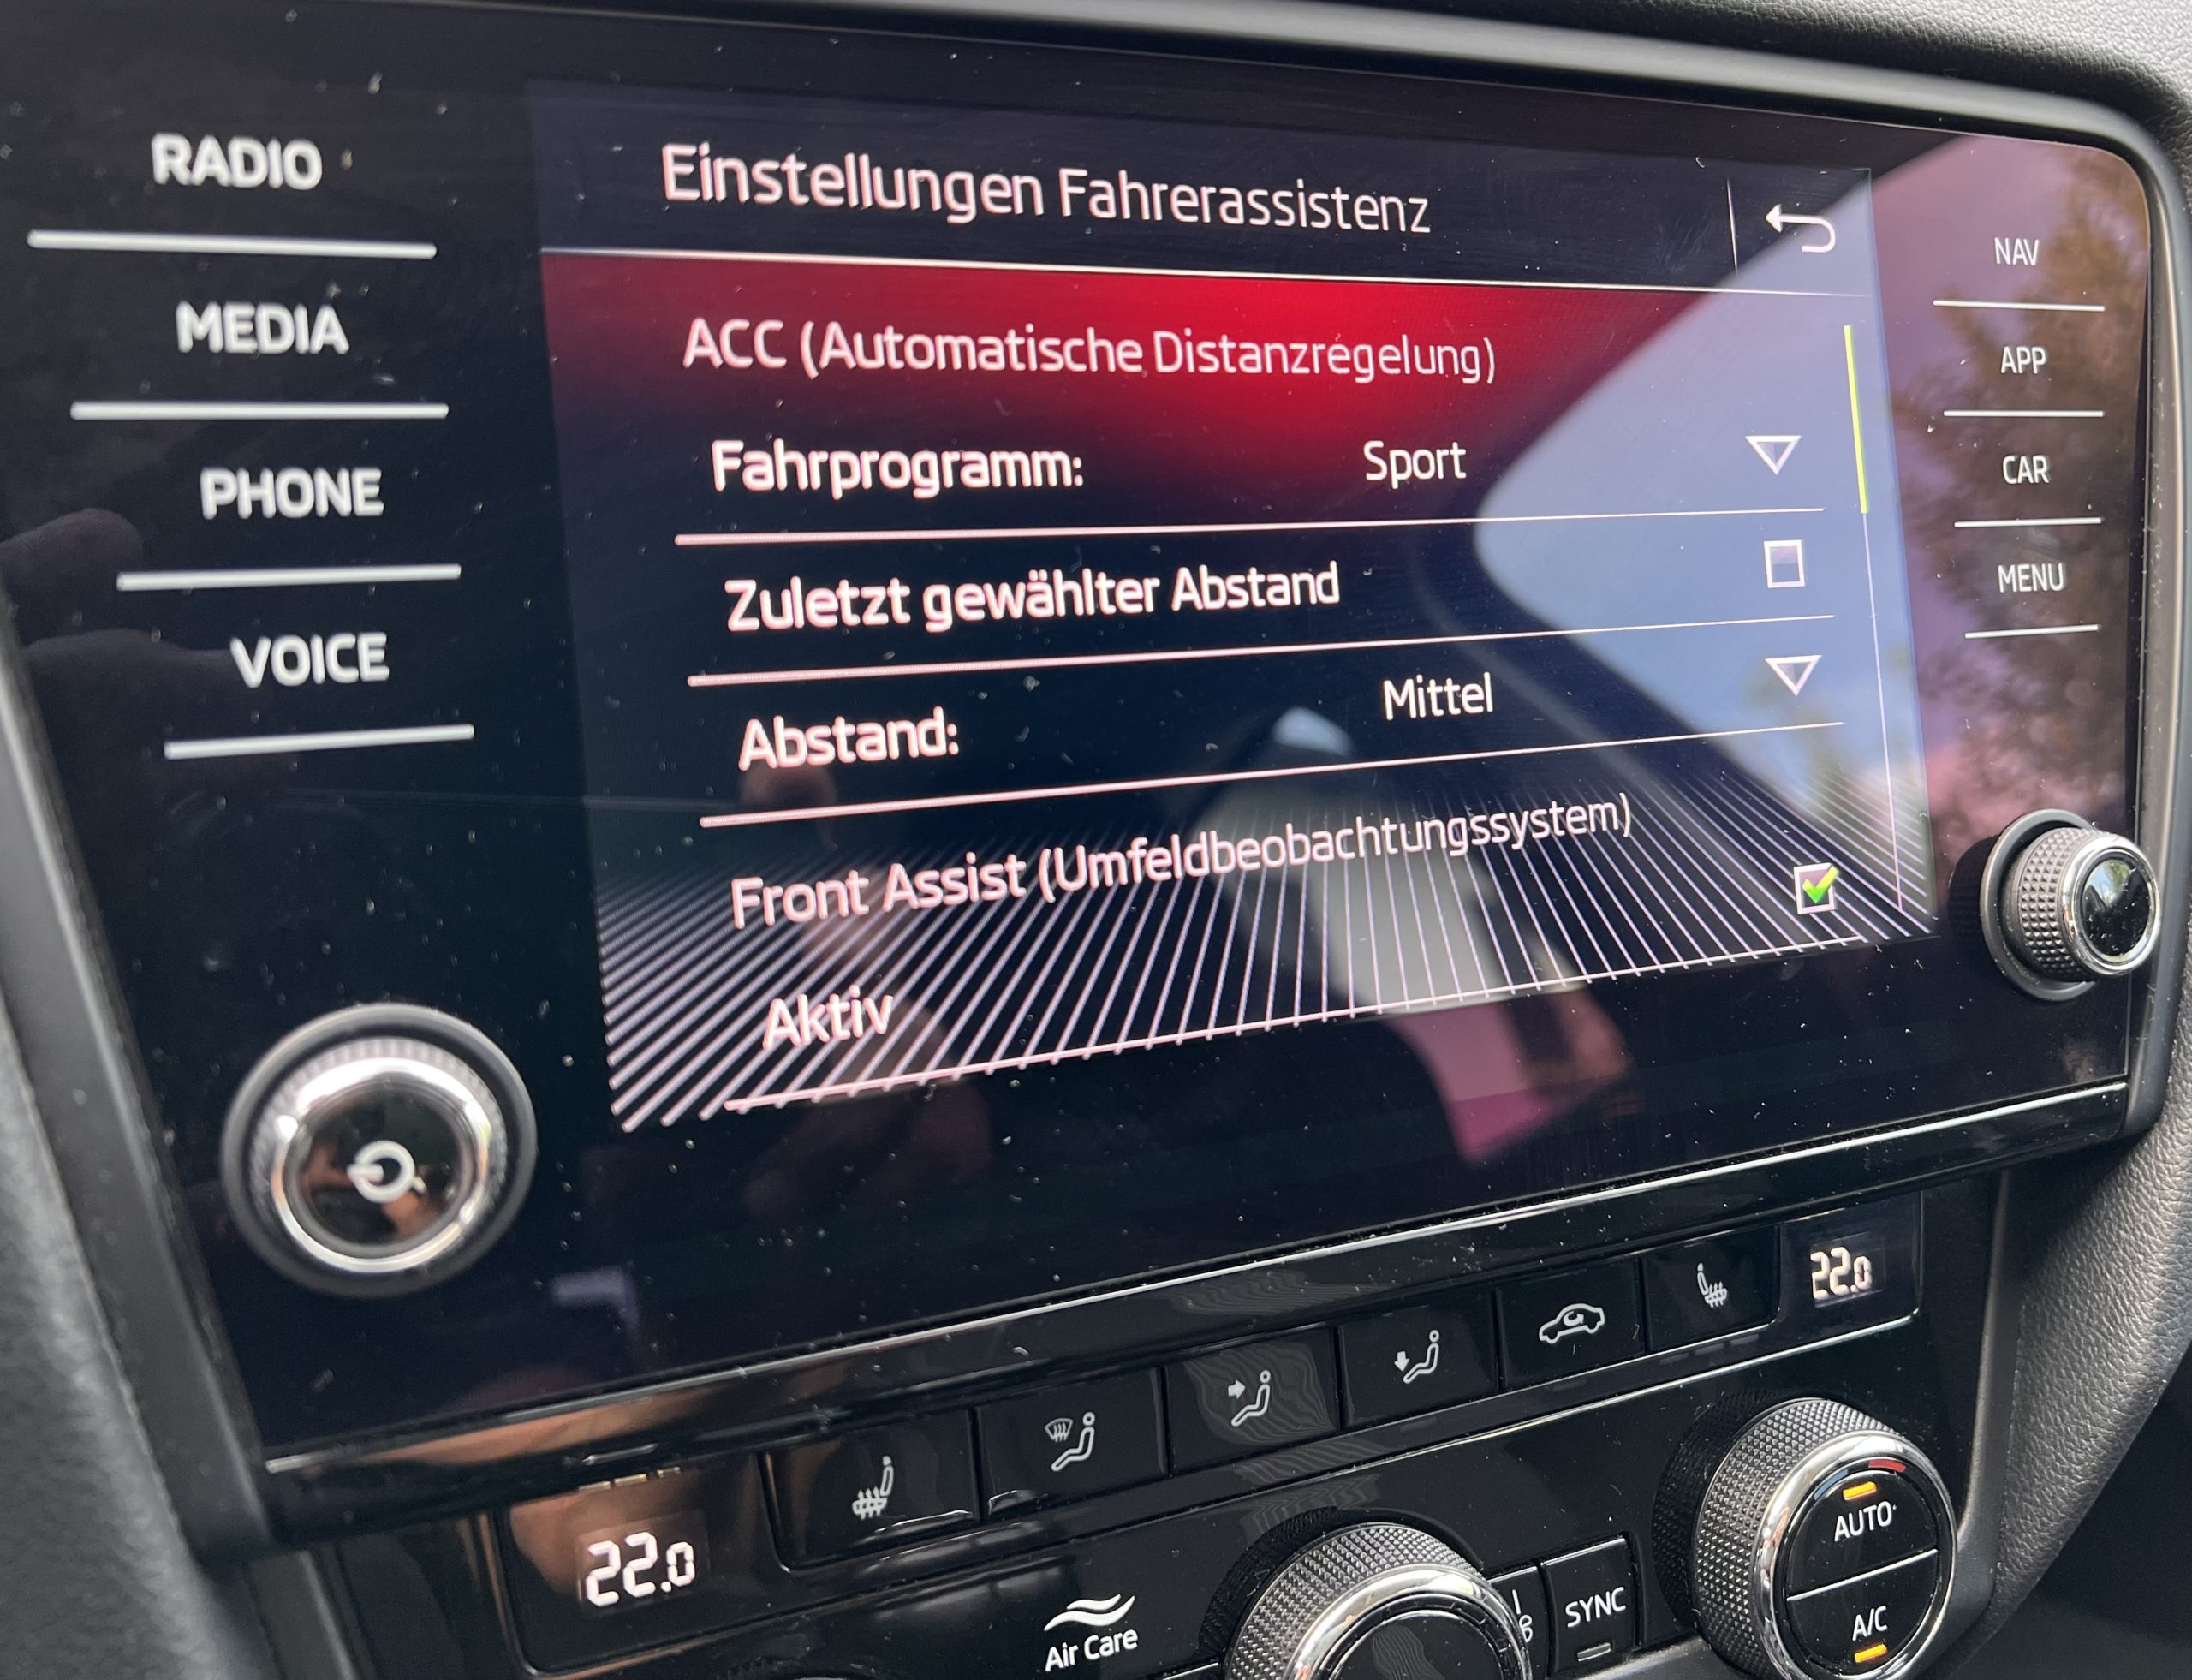 RADIO
MEDIA
PHONE
VOICE
Einstellungen Fahrerassistenz
ACC (Automatische Distanzregelung)
Fahrprogramm: Sport
Zuletzt gewählter Abstand
Abstand: Mittel
Front Assist (Umfeldbeobachtungssystem)
Aktiv
NAV
APP
CAR
MENU
22.0
22.0
Air Care
SYNC
AUTO
A/C